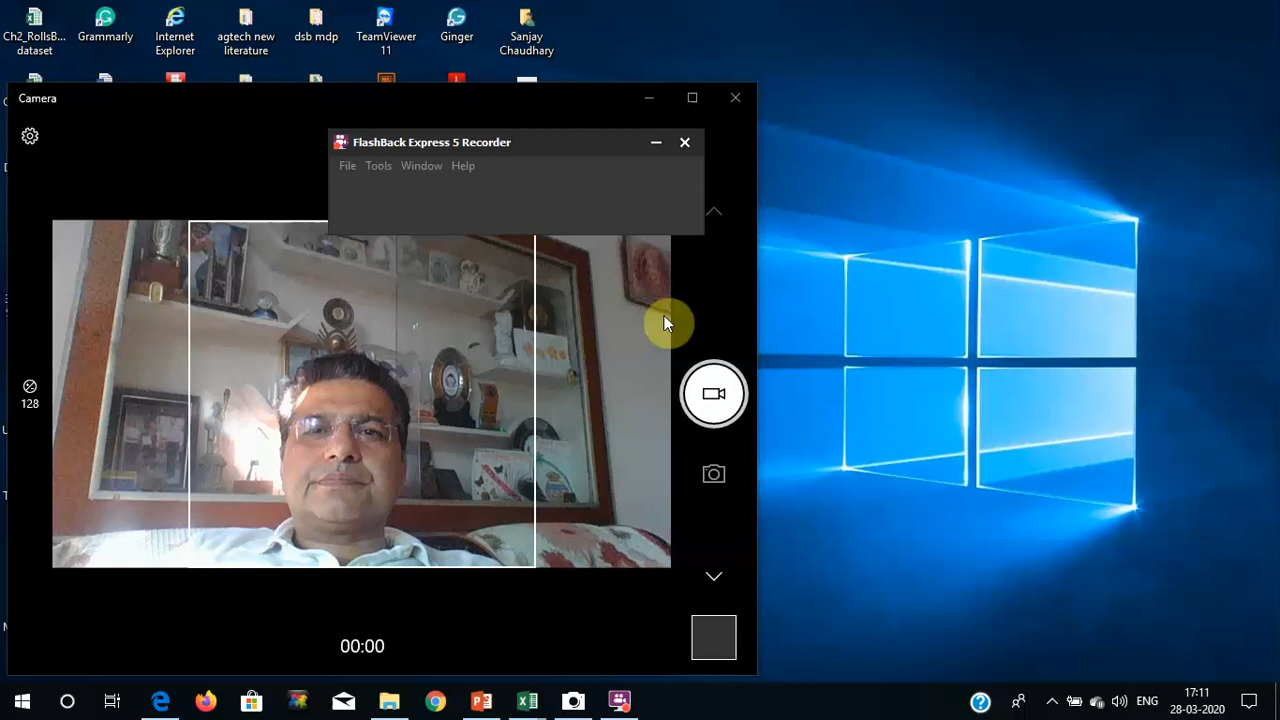 Ch2_RollsB... Grammarly Internet agtech new dsb mdp TeamViewer Ginger Sanjay
dataset Explorer literature 11 Chaudhary
Camera
FlashBack Express 5 Recorder
File Tools Window Help
128
00:00
ENG 17:11
28-03-2020